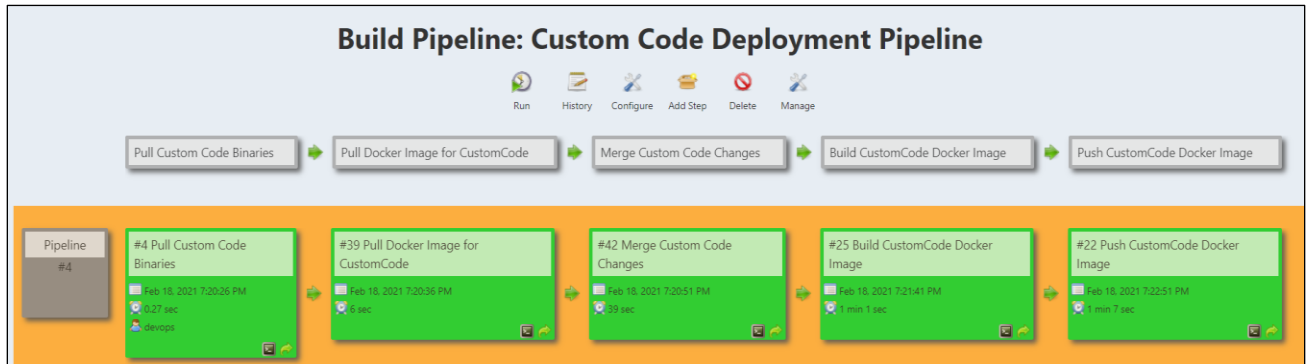 Build Pipeline: Custom Code Deployment Pipeline
Run History Configure Add Step Delete Manage
Pull Custom Code Binaries
Pull Docker Image for CustomCode
Merge Custom Code Changes
Build CustomCode Docker Image
Push CustomCode Docker Image
Pipeline
#4
#4 Pull Custom Code
Binaries
Feb 18, 2021 7:20:26 PM
0.27 sec
devops
#39 Pull Docker Image for
CustomCode
Feb 18, 2021 7:20:36 PM
6 sec
#42 Merge Custom Code
Changes
Feb 18, 2021 7:20:51 PM
39 sec
#25 Build CustomCode Docker
Image
Feb 18, 2021 7:21:41 PM
1 min 1 sec
#22 Push CustomCode Docker
Image
Feb 18, 2021 7:22:51 PM
1 min 7 sec